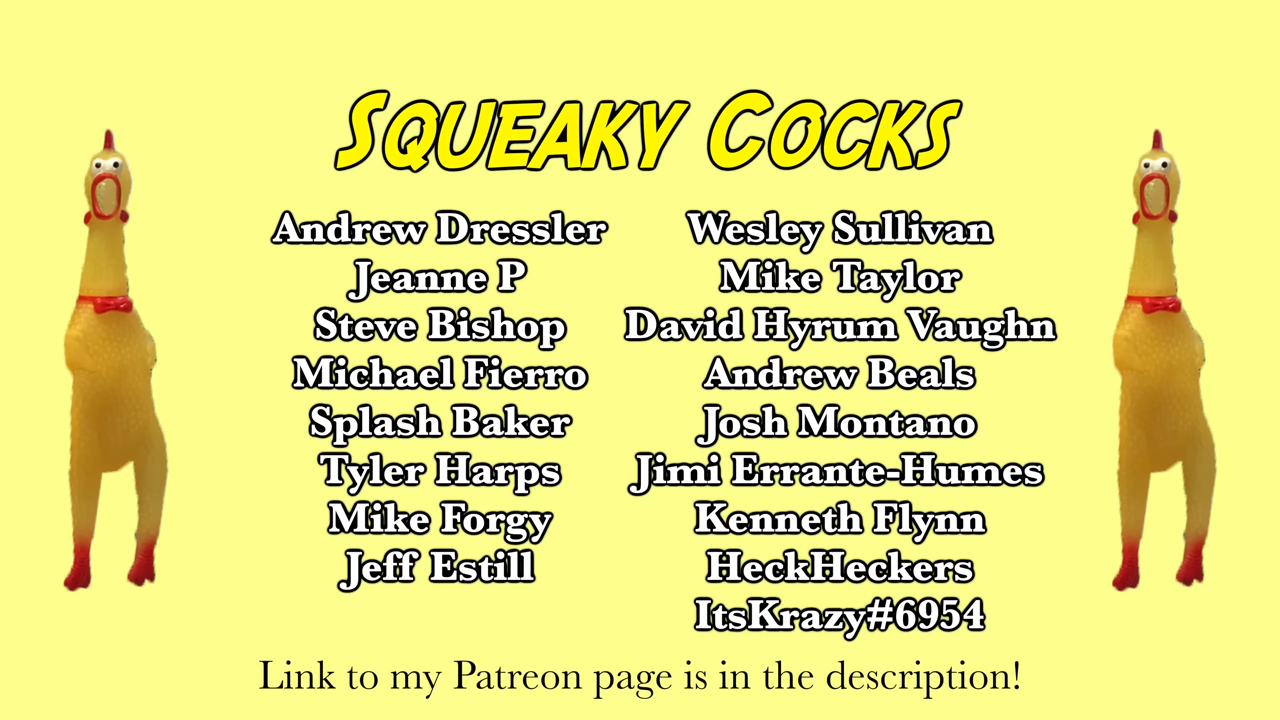 Squeaky Cocks
Andrew Dressler
Jeanne P
Steve Bishop
Michael Fierro
Splash Baker
Tyler Harps
Mike Forgy
Jeff Estill
Wesley Sullivan
Mike Taylor
David Hyrum Vaughn
Andrew Beals
Josh Montano
Jimi Errante-Humes
Kenneth Flynn
HeckHeckers
ItsKrazy#6954
Link to my Patreon page is in the description!